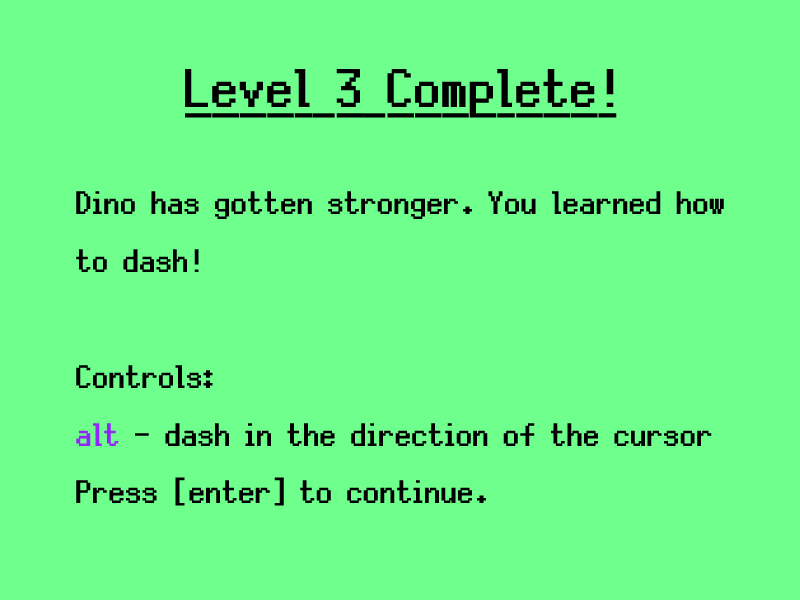 Level 3 Complete!
Dino has gotten stronger. You learned how
to dash!
Controls:
alt - dash in the direction of the cursor
Press [enter] to continue.